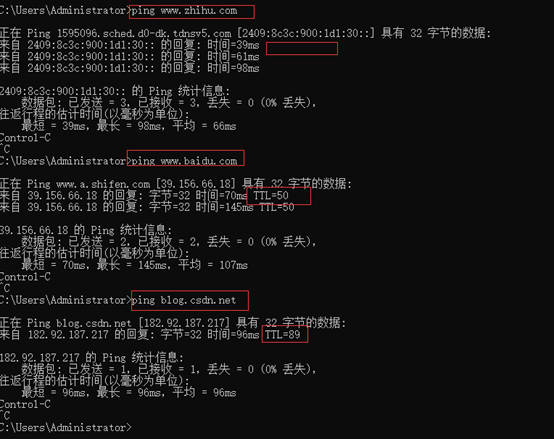 C:\Users\Administrator>ping www.zhihu.com
正在 Ping 1595096.sched.d0-dk.tdnsv5.com [2409:8c3c:900:1d1:30::] 具有 32 字节的数据:
来自 2409:8c3c:900:1d1:30:: 的回复: 时间=39ms
来自 2409:8c3c:900:1d1:30:: 的回复: 时间=61ms
来自 2409:8c3c:900:1d1:30:: 的回复: 时间=98ms
2409:8c3c:900:1d1:30:: 的 Ping 统计信息:
数据包: 已发送 = 3，已接收 = 3，丢失 = 0 (0% 丢失)，
往返行程的估计时间(以毫秒为单位):
最短 = 39ms，最长 = 98ms，平均 = 66ms
Control-C
^C
C:\Users\Administrator>ping www.baidu.com
正在 Ping www.a.shifen.com [39.156.66.18] 具有 32 字节的数据:
来自 39.156.66.18 的回复: 字节=32 时间=70ms TTL=50
来自 39.156.66.18 的回复: 字节=32 时间=145ms TTL=50
39.156.66.18 的 Ping 统计信息:
数据包: 已发送 = 2，已接收 = 2，丢失 = 0 (0% 丢失)，
往返行程的估计时间(以毫秒为单位):
最短 = 70ms，最长 = 145ms，平均 = 107ms
Control-C
^C
C:\Users\Administrator>ping blog.csdn.net
正在 Ping blog.csdn.net [182.92.187.217] 具有 32 字节的数据:
来自 182.92.187.217 的回复: 字节=32 时间=96ms TTL=89
182.92.187.217 的 Ping 统计信息:
数据包: 已发送 = 1，已接收 = 1，丢失 = 0 (0% 丢失)，
往返行程的估计时间(以毫秒为单位):
最短 = 96ms，最长 = 96ms，平均 = 96ms
Control-C
^C
C:\Users\Administrator>